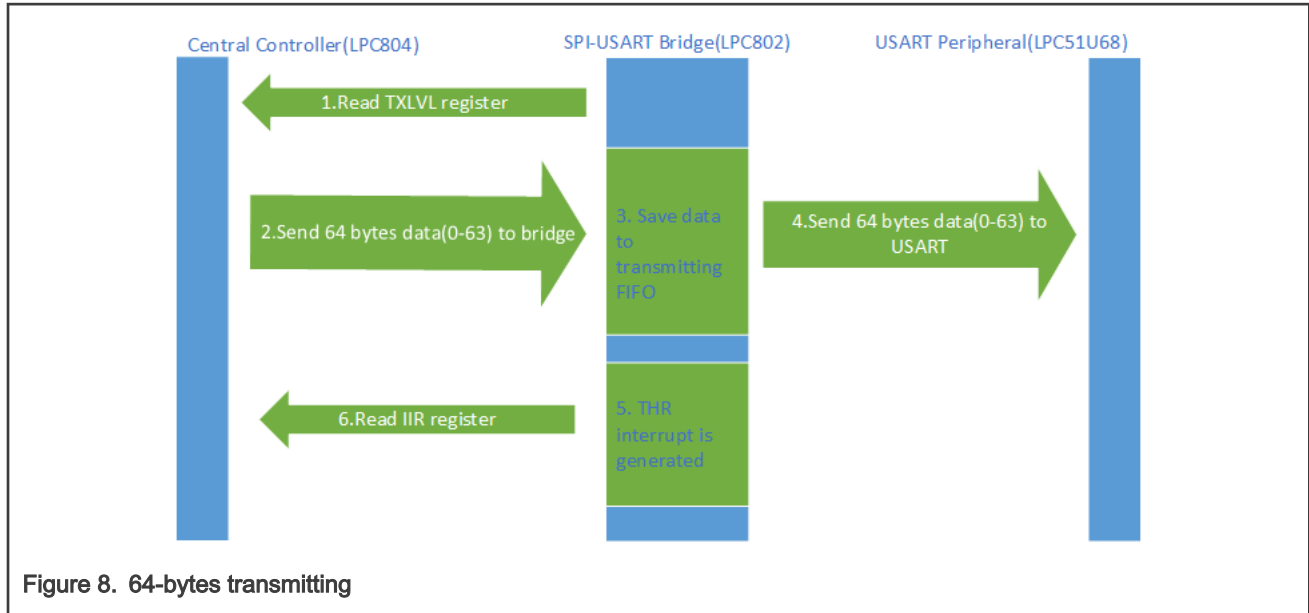 Central Controller(LPC804)
SPI-USART Bridge(LPC802)
USART Peripheral(LPC51U68)
1.Read TXLVL register
2.Send 64 bytes data(0-63) to bridge
3. Save data
to
transmitting
FIFO
4.Send 64 bytes data(0-63) to
USART
5. THR
interrupt is
generated
6.Read IIR register
Figure 8. 64-bytes transmitting